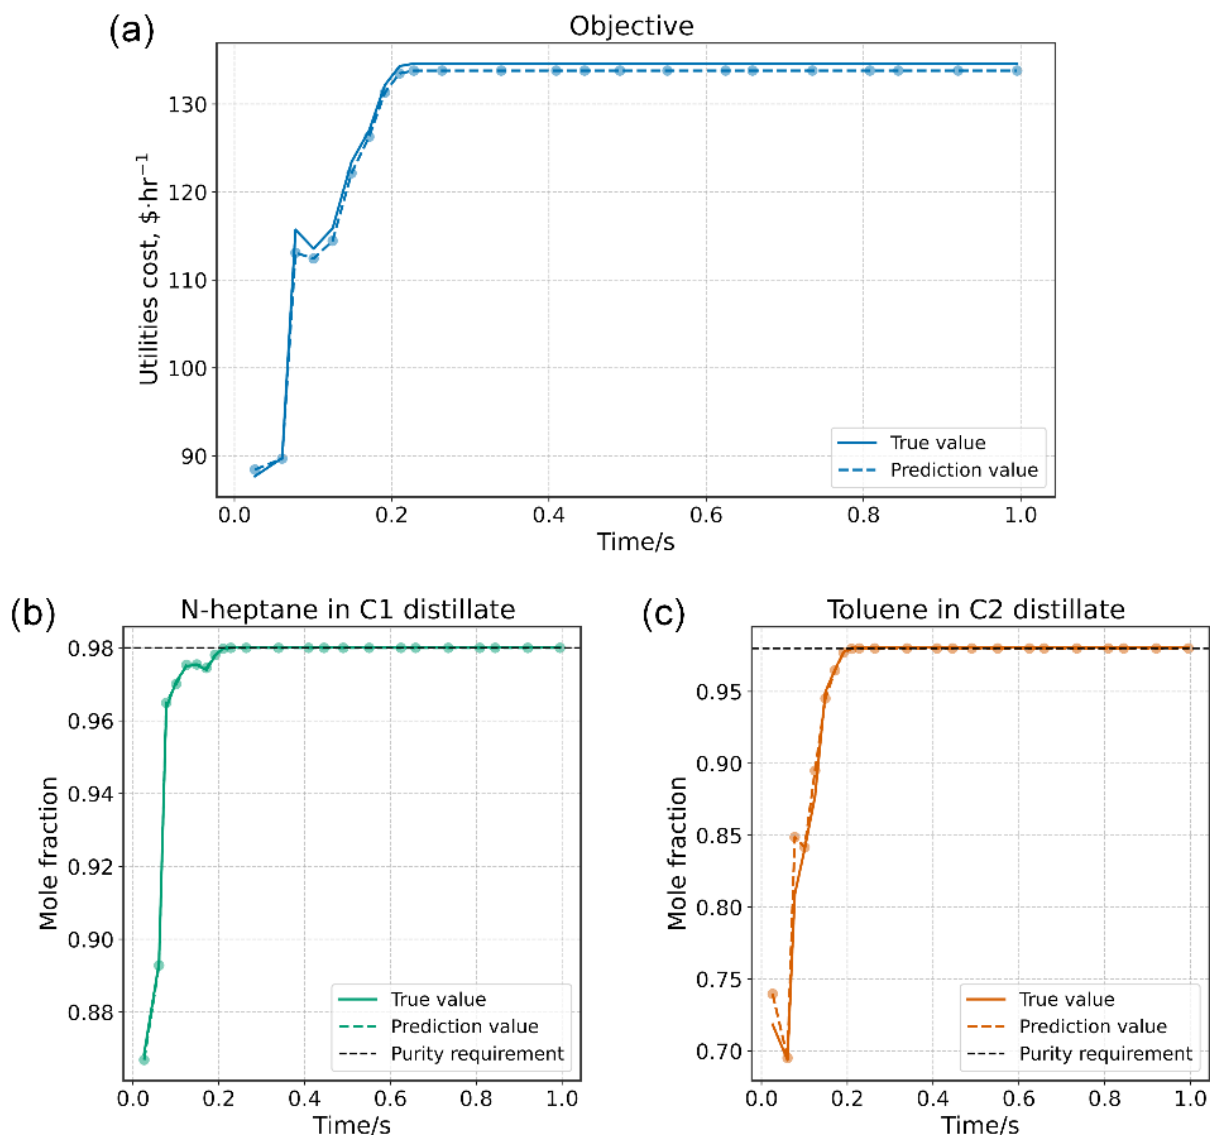 (a)
Objective
Utilities cost, $·hr⁻¹
130
120
110
100
90
0.0 0.2 0.4 0.6 0.8 1.0
Time/s
True value
Prediction value
(b)
N-heptane in C1 distillate
Mole fraction
0.98
0.96
0.94
0.92
0.90
0.88
0.0 0.2 0.4 0.6 0.8 1.0
Time/s
True value
Prediction value
Purity requirement
(c)
Toluene in C2 distillate
Mole fraction
0.95
0.90
0.85
0.80
0.75
0.70
0.0 0.2 0.4 0.6 0.8 1.0
Time/s
True value
Prediction value
Purity requirement